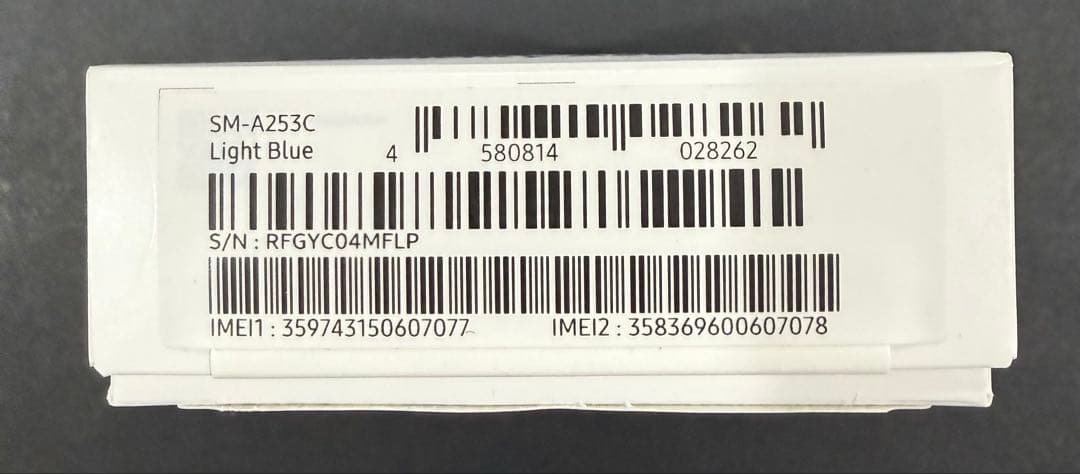 SM-A253C
Light Blue
4 580814 028262
S/N : RFGYC04MFLP
IMEI1 : 359743150607077 IMEI2 : 358369600607078